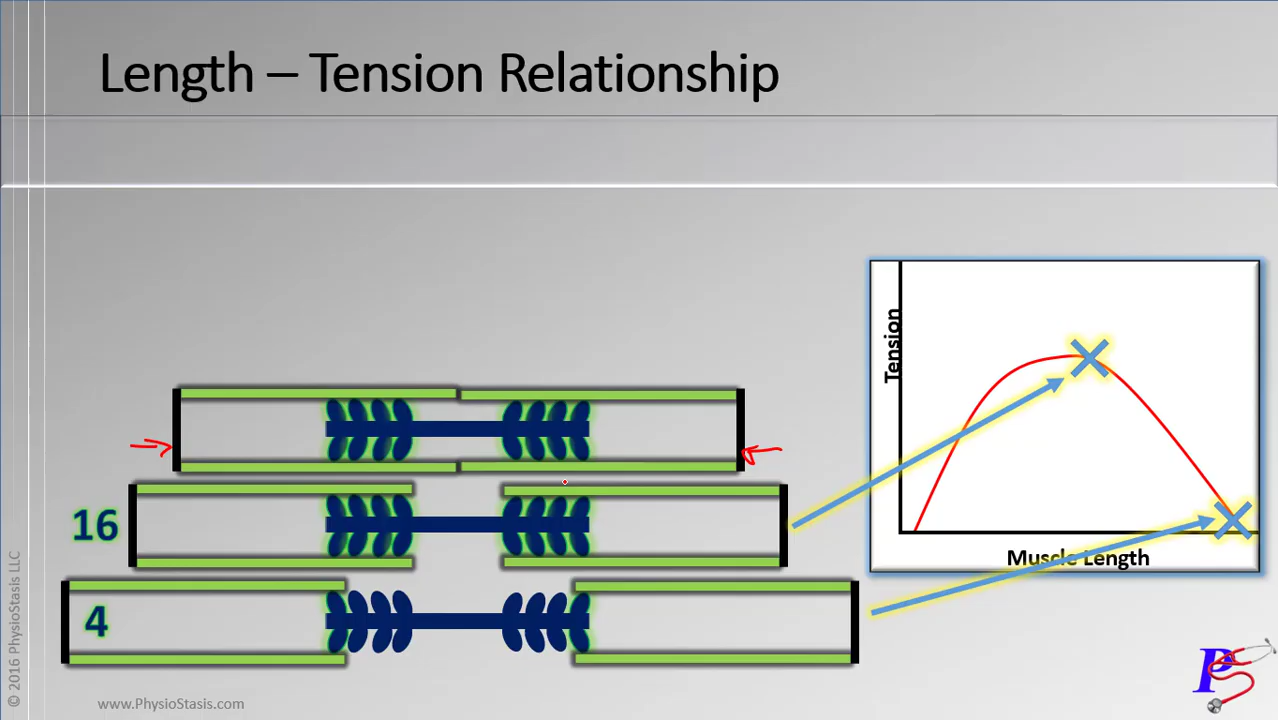 Length – Tension Relationship
Tension
Muscle Length
16
4
© 2016 PhysioStasis LLC
www.PhysioStasis.com
P